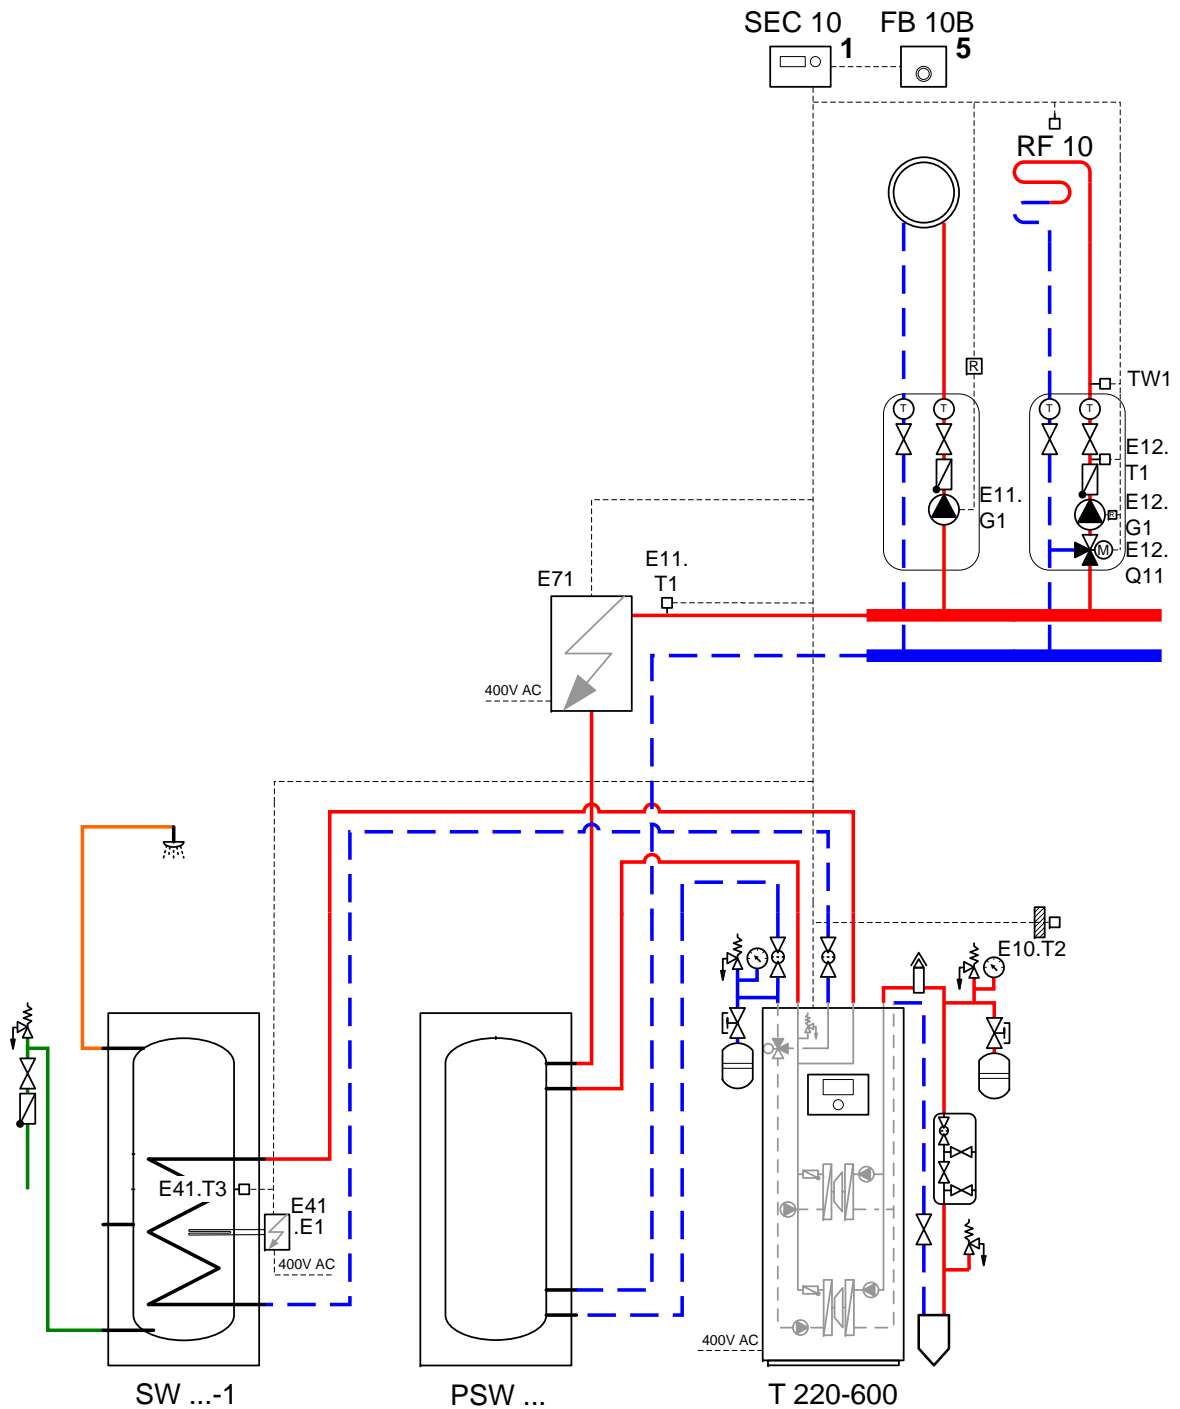 SEC 10
FB 10B
1
5
RF 10
R
TW1
T
T
T
T
E12.
T1
E11.
G1
R
E12.
G1
M
E12.
Q11
E11.
T1
E71
400V AC
E10.T2
E41.T3
E41
.E1
400V AC
400V AC
SW ...-1
PSW ...
T 220-600